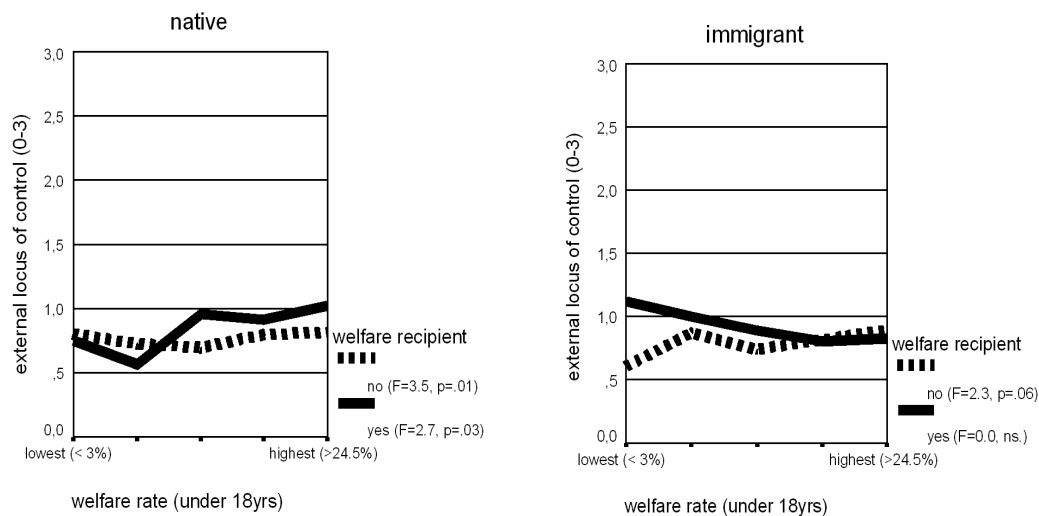 native
external locus of control (0-3)
3,0
2,5
2,0
1,5
1,0
,5
0,0
lowest (< 3%)
highest (>24.5%)
welfare rate (under 18yrs)
welfare recipient
no (F=3.5, p=.01)
yes (F=2.7, p=.03)
immigrant
external locus of control (0-3)
3,0
2,5
2,0
1,5
1,0
,5
0,0
lowest (< 3%)
highest (>24.5%)
welfare rate (under 18yrs)
welfare recipient
no (F=2.3, p=.06)
yes (F=0.0, ns.)